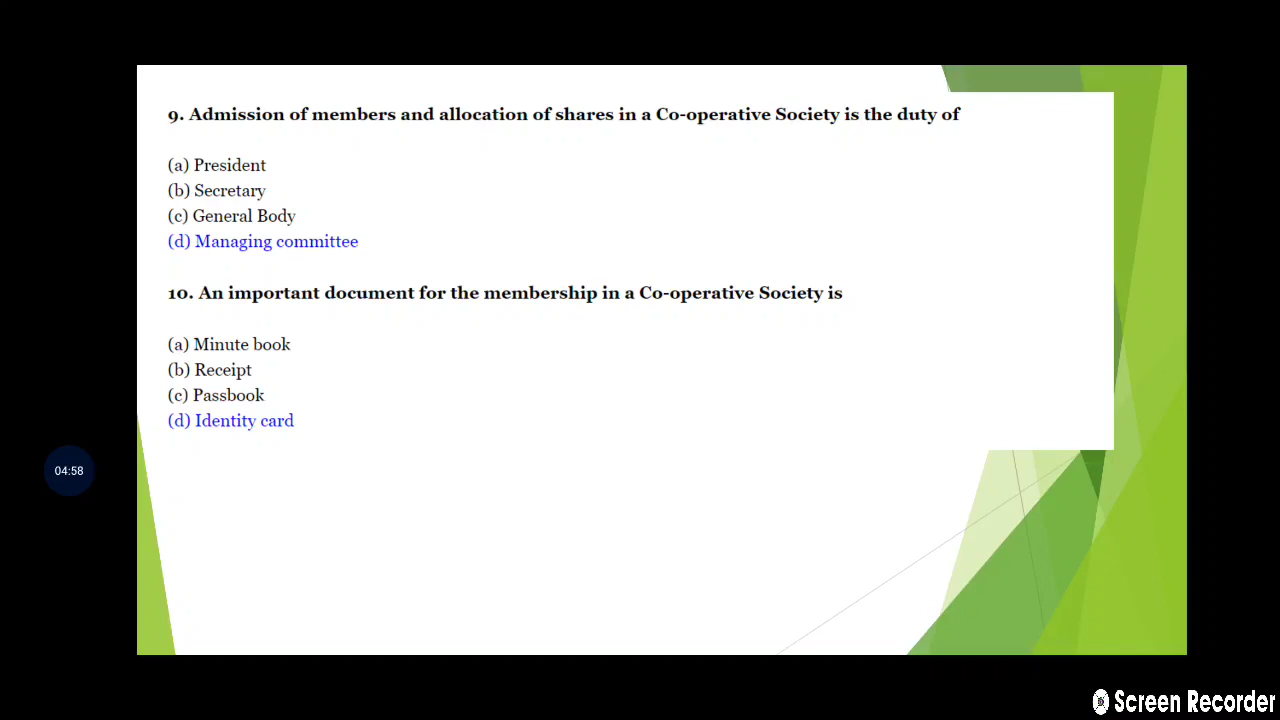 9. Admission of members and allocation of shares in a Co-operative Society is the duty of
(a) President
(b) Secretary
(c) General Body
(d) Managing committee
10. An important document for the membership in a Co-operative Society is
(a) Minute book
(b) Receipt
(c) Passbook
(d) Identity card
04:58
Screen Recorder